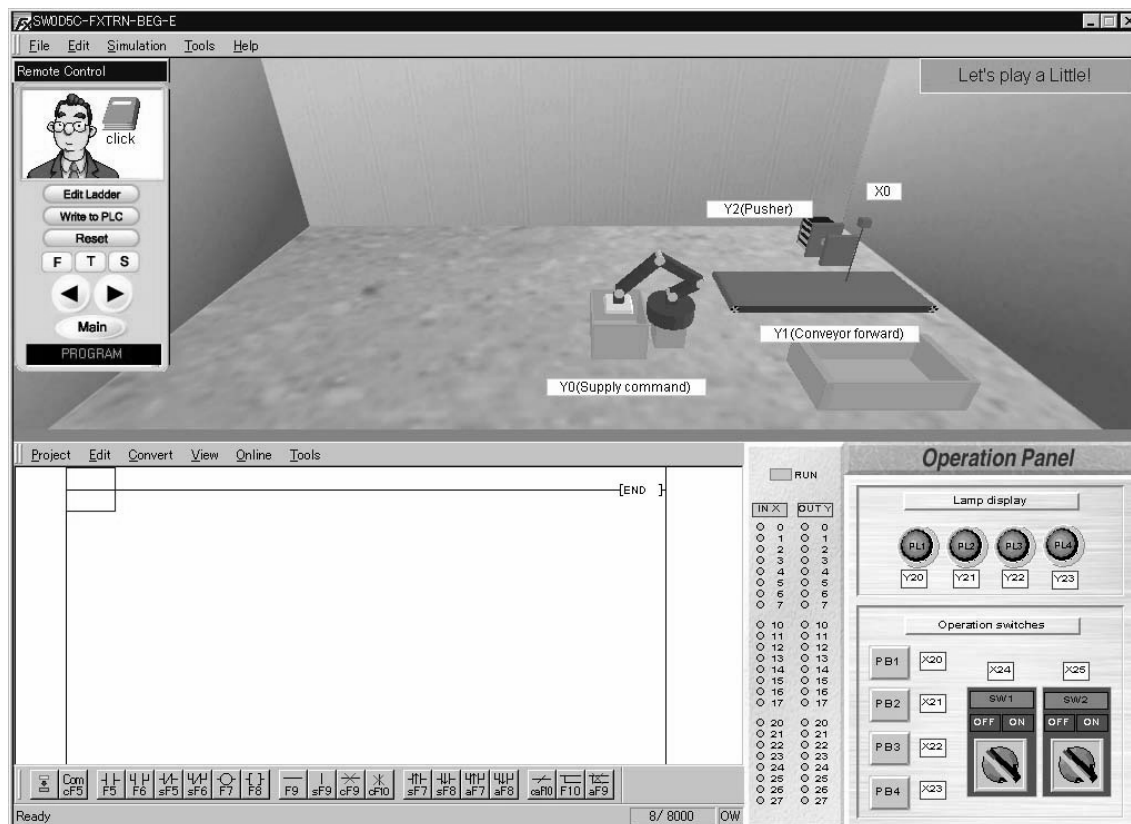 SW0D5C-FXTRN-BEG-E
File Edit Simulation Tools Help
Remote Control
click
Edit Ladder
Write to PLC
Reset
F T S
Main
PROGRAM
Let's play a Little!
X0
Y2(Pusher)
Y1(Conveyor forward)
Y0(Supply command)
Project Edit Convert View Online Tools
[END ]
RUN
IN X OUT Y
0 0
1 1
2 2
3 3
4 4
5 5
6 6
7 7
10 10
11 11
12 12
13 13
14 14
15 15
16 16
17 17
20 20
21 21
22 22
23 23
24 24
25 25
26 26
27 27
Operation Panel
Lamp display
PL1 PL2 PL3 PL4
Y20 Y21 Y22 Y23
Operation switches
PB1 X20 X24 X25
PB2 X21 SW1 SW2
OFF ON OFF ON
PB3 X22
PB4 X23
Com
cF5 F5 F6 sF5 sF6 F7 F8 F9 sF9 cF9 cF10 sF7 sF8 aF7 aF8 caF10 F10 aF9
Ready 8/ 8000 OW